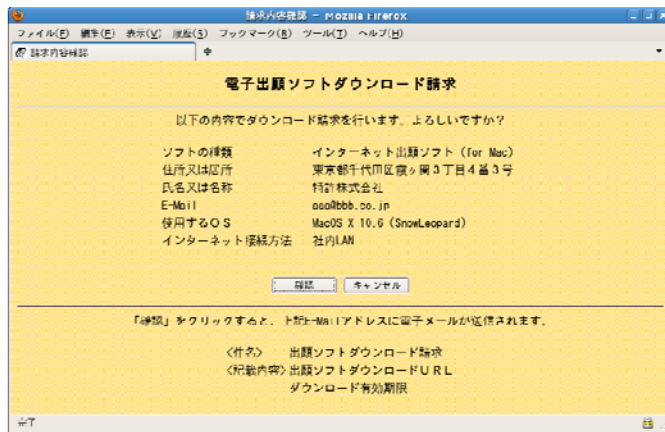 請求内容確認 - Mozilla Firefox
ファイル(F) 編集(E) 表示(V) 履歴(S) ブックマーク(B) ツール(T) ヘルプ(H)
請求内容確認
電子出願ソフトダウンロード請求
以下の内容でダウンロード請求を行います。よろしいですか？
ソフトの種類 インターネット出願ソフト (for Mac)
住所又は居所 東京都千代田区霞ヶ関３丁目４番３号
氏名又は名称 特許株式会社
E-Mail aaa@bbb.co.jp
使用するＯＳ MacOS X 10.6 (SnowLeopard)
インターネット接続方法 社内LAN
確認 キャンセル
「確認」をクリックすると、上記E-Mailアドレスに電子メールが送信されます。
〈件名〉 出願ソフトダウンロード請求
〈記載内容〉 出願ソフトダウンロードＵＲＬ
ダウンロード有効期限
完了